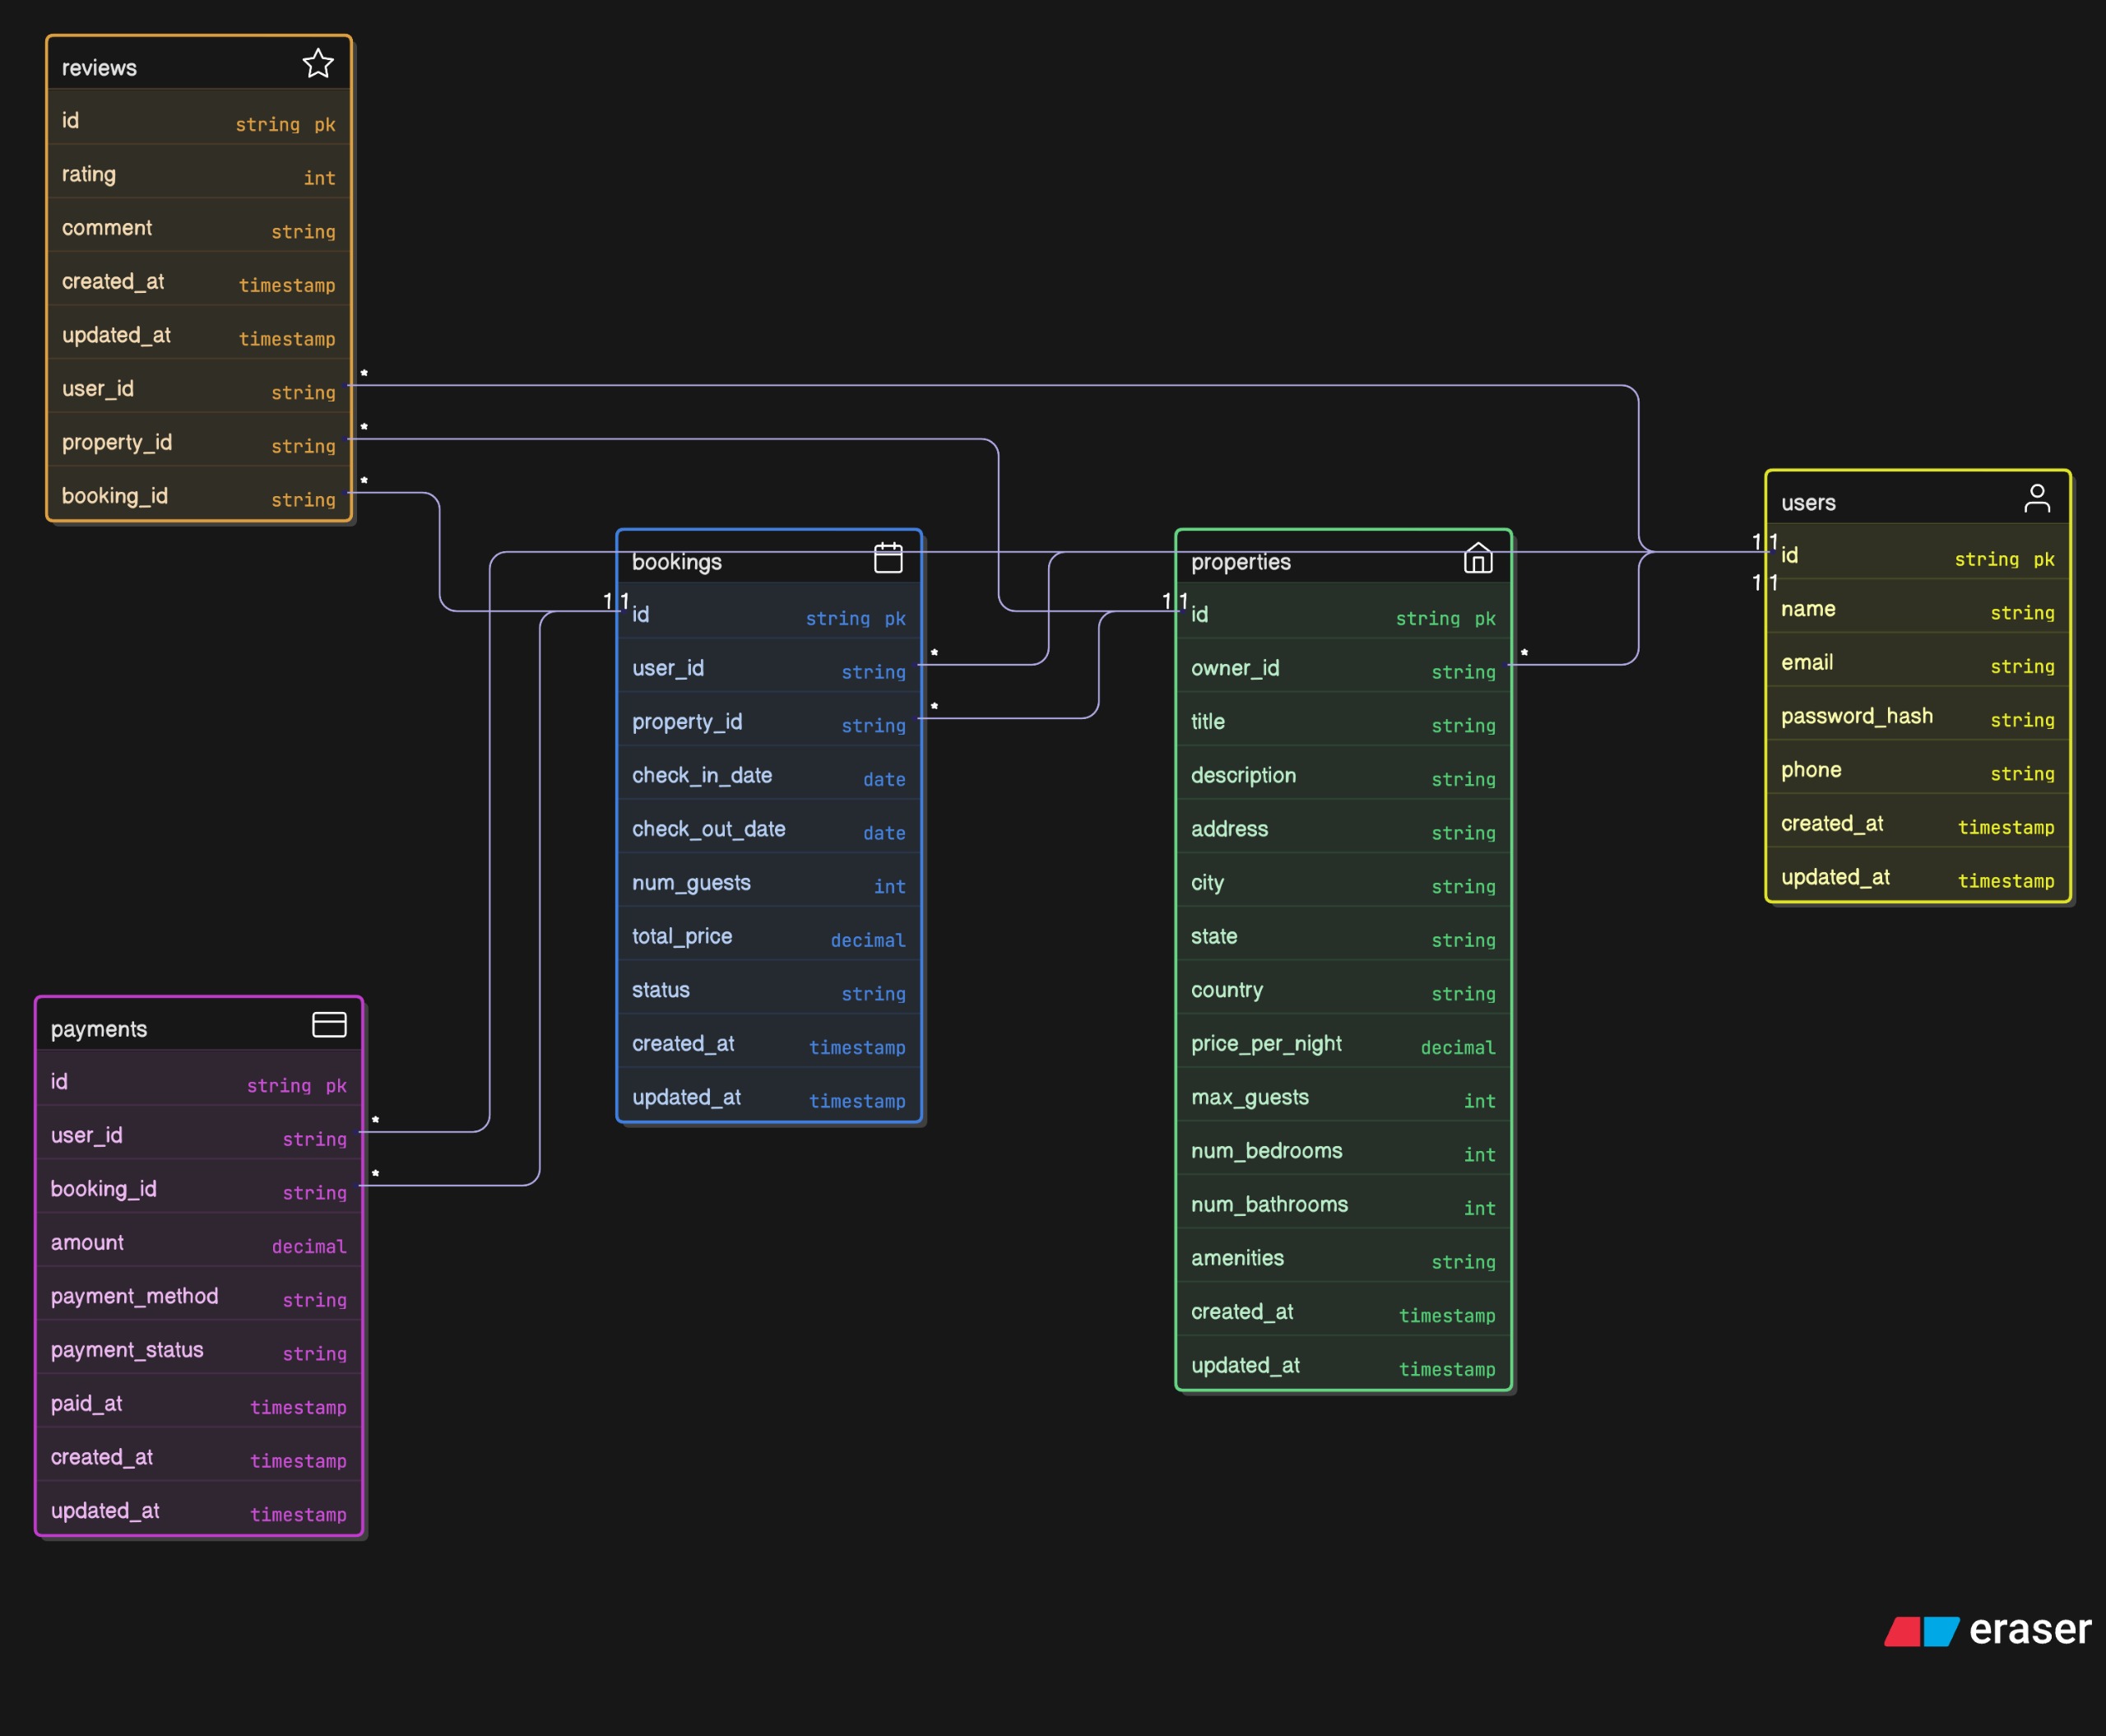 reviews
id string pk
rating int
comment string
created_at timestamp
updated_at timestamp
user_id string
property_id string
booking_id string
*
*
*
bookings
1 1
id string pk
user_id string
property_id string
check_in_date date
check_out_date date
num_guests int
total_price decimal
status string
created_at timestamp
updated_at timestamp
*
*
properties
1 1
id string pk
owner_id string
title string
description string
address string
city string
state string
country string
price_per_night decimal
max_guests int
num_bedrooms int
num_bathrooms int
amenities string
created_at timestamp
updated_at timestamp
*
users
1 1
1 1
id string pk
name string
email string
password_hash string
phone string
created_at timestamp
updated_at timestamp
payments
id string pk
user_id string
booking_id string
amount decimal
payment_method string
payment_status string
paid_at timestamp
created_at timestamp
updated_at timestamp
*
*
eraser